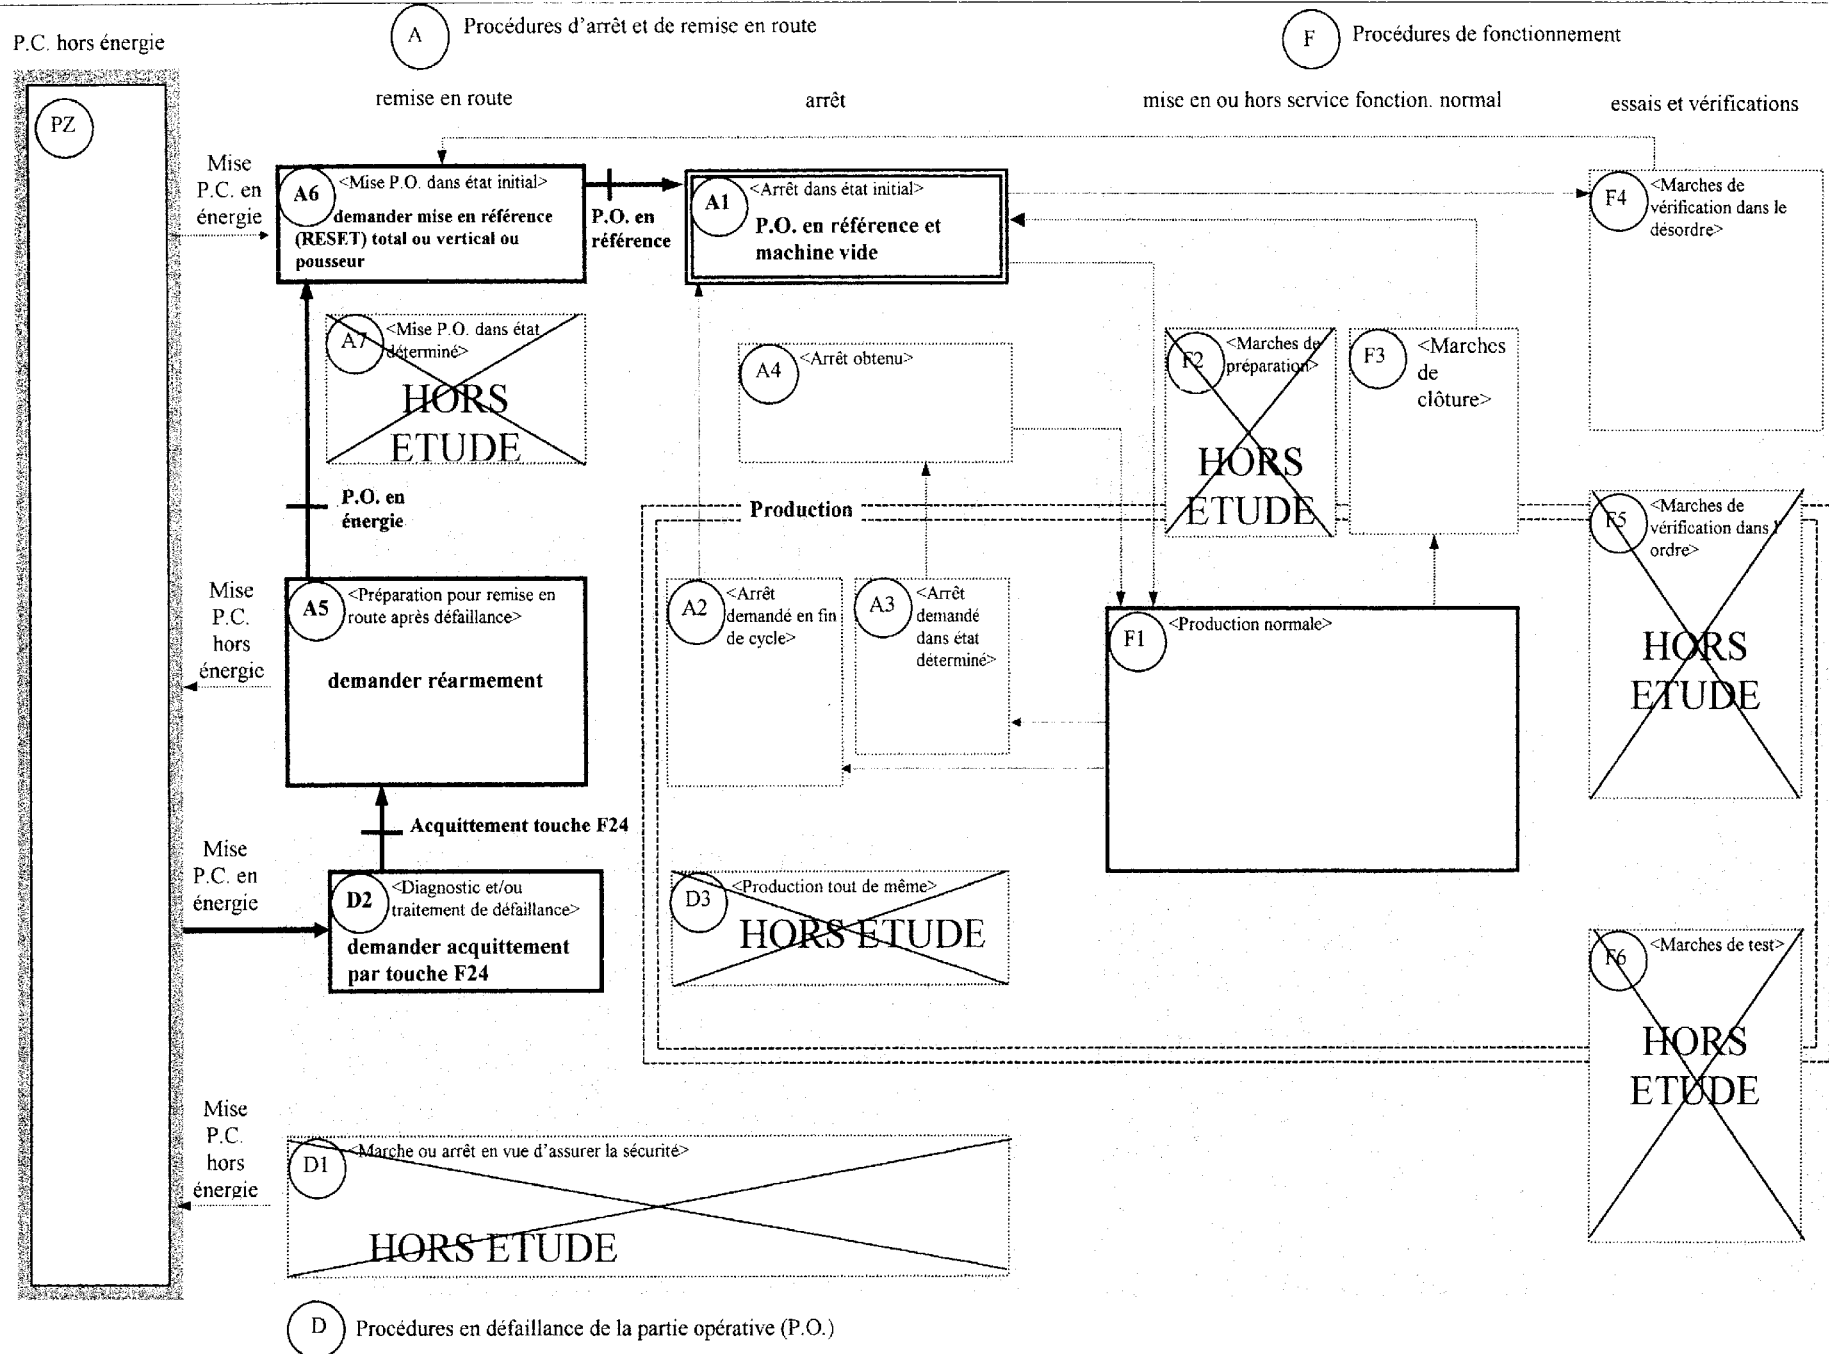 P.C. hors énergie
A
Procédures d'arrêt et de remise en route
F
Procédures de fonctionnement
remise en route
arrêt
mise en ou hors service fonction. normal
essais et vérifications
PZ
Mise
P.C. en
énergie
A6
<Mise P.O. dans état initial>
demander mise en référence
(RESET) total ou vertical ou
pousseur
P.O. en
référence
A1
<Arrêt dans état initial>
P.O. en référence et
machine vide
F4
<Marches de
vérification dans le
désordre>
A7
<Mise P.O. dans état
déterminé>
HORS
ETUDE
A4
<Arrêt obtenu>
F2
<Marches de
préparation>
HORS
ETUDE
F3
<Marches
de
clôture>
P.O. en
énergie
Production
F5
<Marches de
vérification dans l'
ordre>
HORS
ETUDE
Mise
P.C.
hors
énergie
A5
<Préparation pour remise en
route après défaillance>
demander réarmement
A2
<Arrêt
demandé en fin
de cycle>
A3
<Arrêt
demandé
dans état
déterminé>
F1
<Production normale>
Acquittement touche F24
Mise
P.C. en
énergie
D2
<Diagnostic et/ou
traitement de défaillance>
demander acquittement
par touche F24
D3
<Production tout de même>
HORS ETUDE
F6
<Marches de test>
HORS
ETUDE
Mise
P.C.
hors
énergie
D1
<Marche ou arrêt en vue d'assurer la sécurité>
HORS ETUDE
D
Procédures en défaillance de la partie opérative (P.O.)